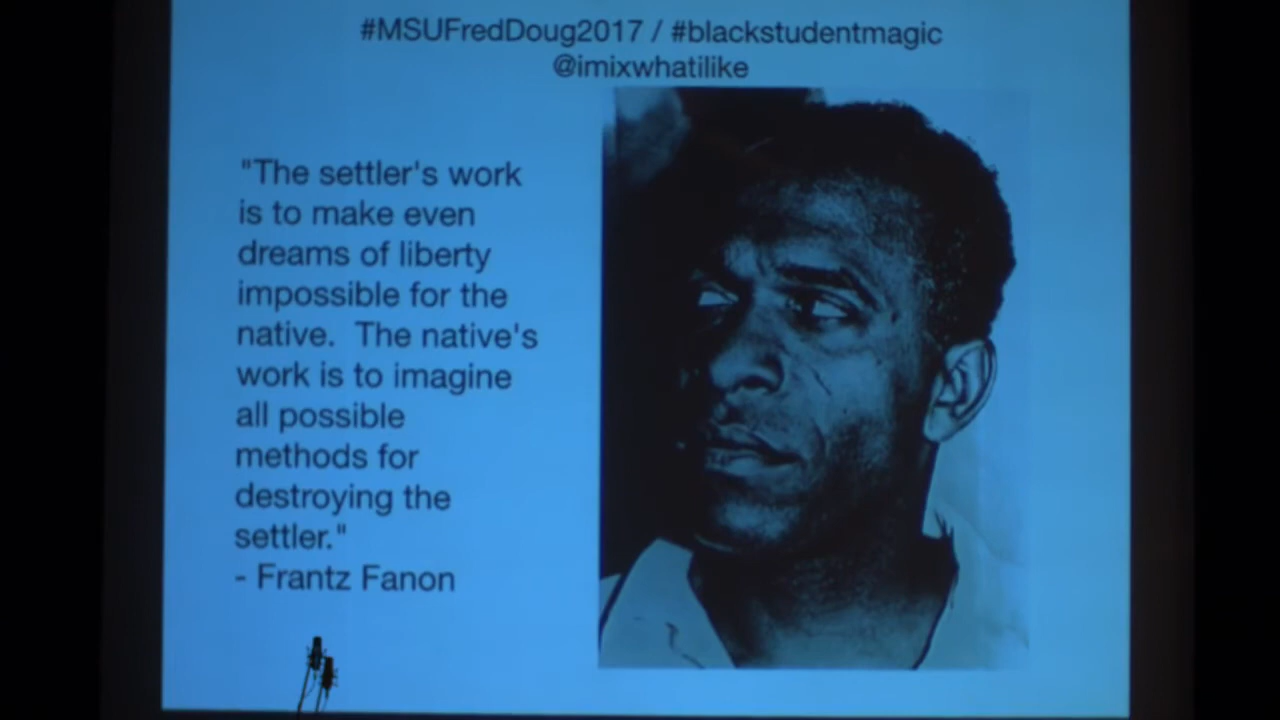 #MSUFredDoug2017 / #blackstudentmagic
@imixwhatilike
"The settler's work
is to make even
dreams of liberty
impossible for the
native.  The native's
work is to imagine
all possible
methods for
destroying the
settler."
- Frantz Fanon